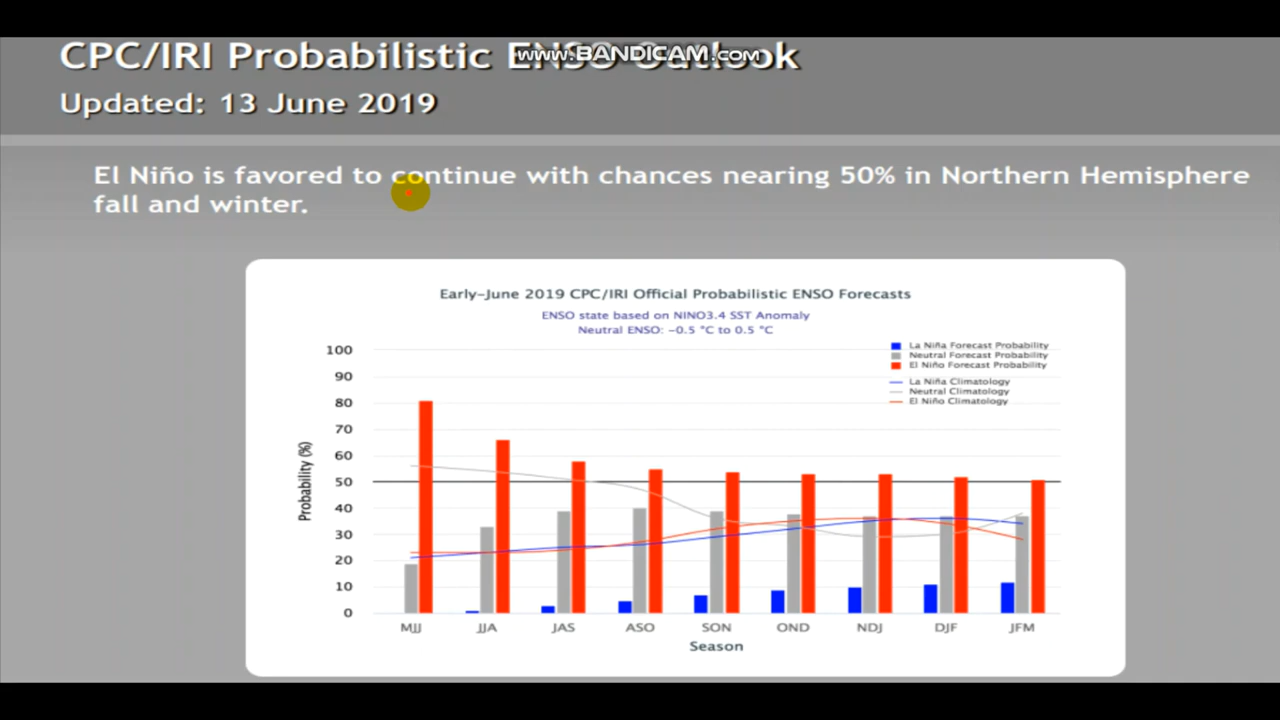 CPC/IRI Probabilistic ENSO Outlook
www.BANDICAM.com
Updated: 13 June 2019
El Niño is favored to continue with chances nearing 50% in Northern Hemisphere
fall and winter.
Early-June 2019 CPC/IRI Official Probabilistic ENSO Forecasts
ENSO state based on NINO3.4 SST Anomaly
Neutral ENSO: −0.5 °C to 0.5 °C
La Niña Forecast Probability
Neutral Forecast Probability
El Niño Forecast Probability
La Niña Climatology
Neutral Climatology
El Niño Climatology
Probability (%)
100
90
80
70
60
50
40
30
20
10
0
MJJ JJA JAS ASO SON OND NDJ DJF JFM
Season